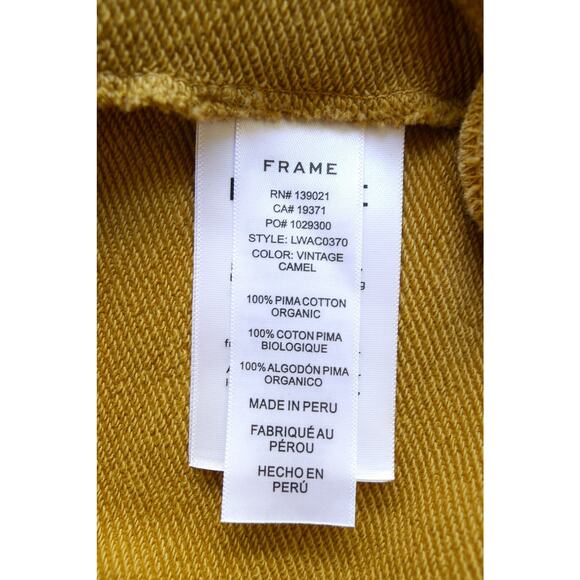 FRAME
RN# 139021
CA# 19371
PO# 1029300
STYLE: LWAC0370
COLOR: VINTAGE
CAMEL
100% PIMA COTTON
ORGANIC
100% COTON PIMA
BIOLOGIQUE
100% ALGODÓN PIMA
ORGANICO
MADE IN PERU
FABRIQUÉ AU
PÉROU
HECHO EN
PERÚ